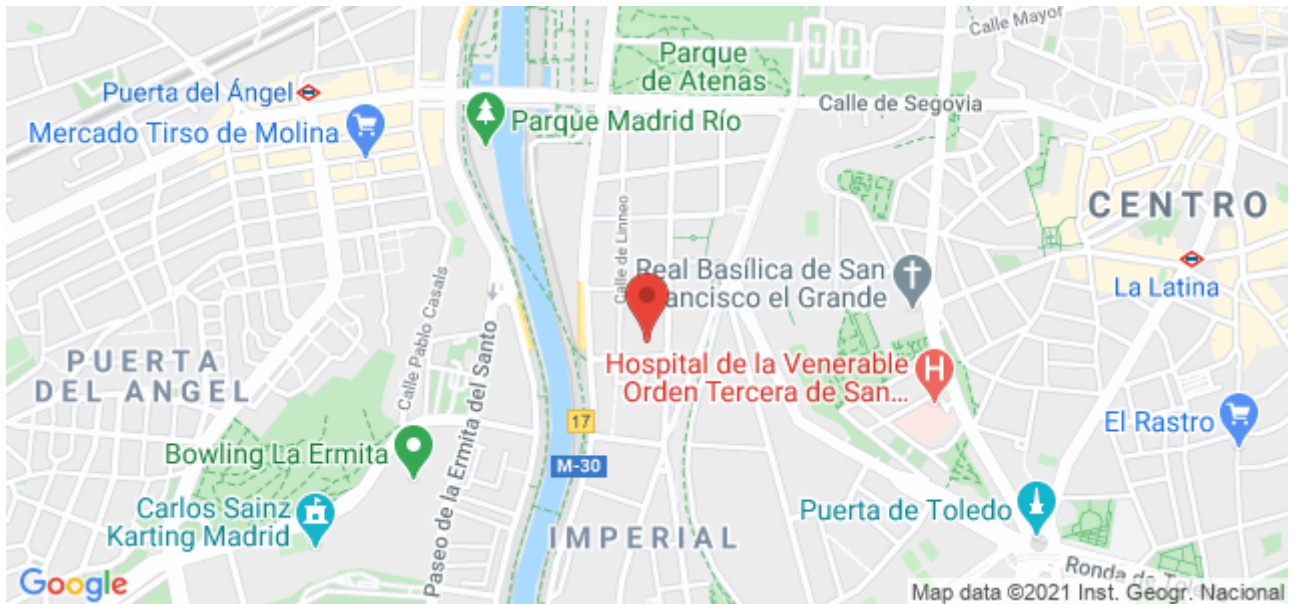 Calle Mayor
Parque
de Atenas
Puerta del Ángel
Calle de Segovia
Mercado Tirso de Molina
Parque Madrid Río
CENTRO
Calle de Linneo
Real Basílica de San
ancisco el Grande
La Latina
Calle Pablo Casals
PUERTA
DEL ANGEL
Hospital de la Venerable
Orden Tercera de San...
Paseo de la Ermita del Santo
El Rastro
17
Bowling La Ermita
M-30
Carlos Sainz
Karting Madrid
Puerta de Toledo
IMPERIAL
Ronda de
Google
Map data ©2021 Inst. Geogr. Nacional